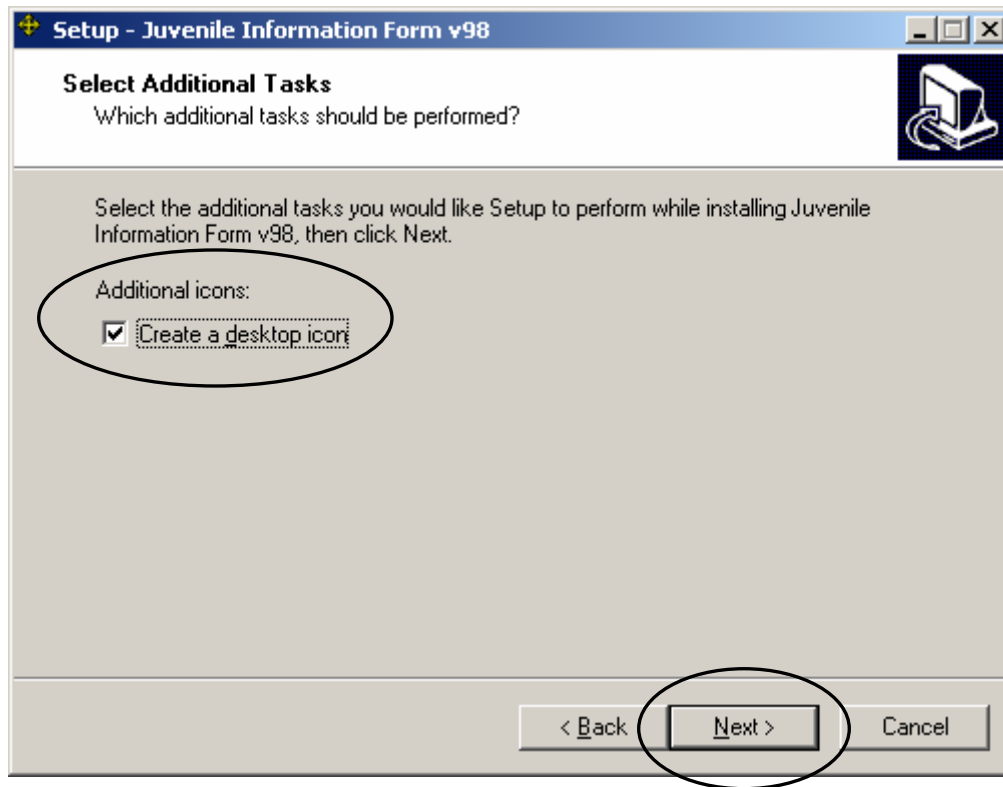 Setup - Juvenile Information Form v98
Select Additional Tasks
Which additional tasks should be performed?
Select the additional tasks you would like Setup to perform while installing Juvenile
Information Form v98, then click Next.
Additional icons:
Create a desktop icon
< Back
Next >
Cancel